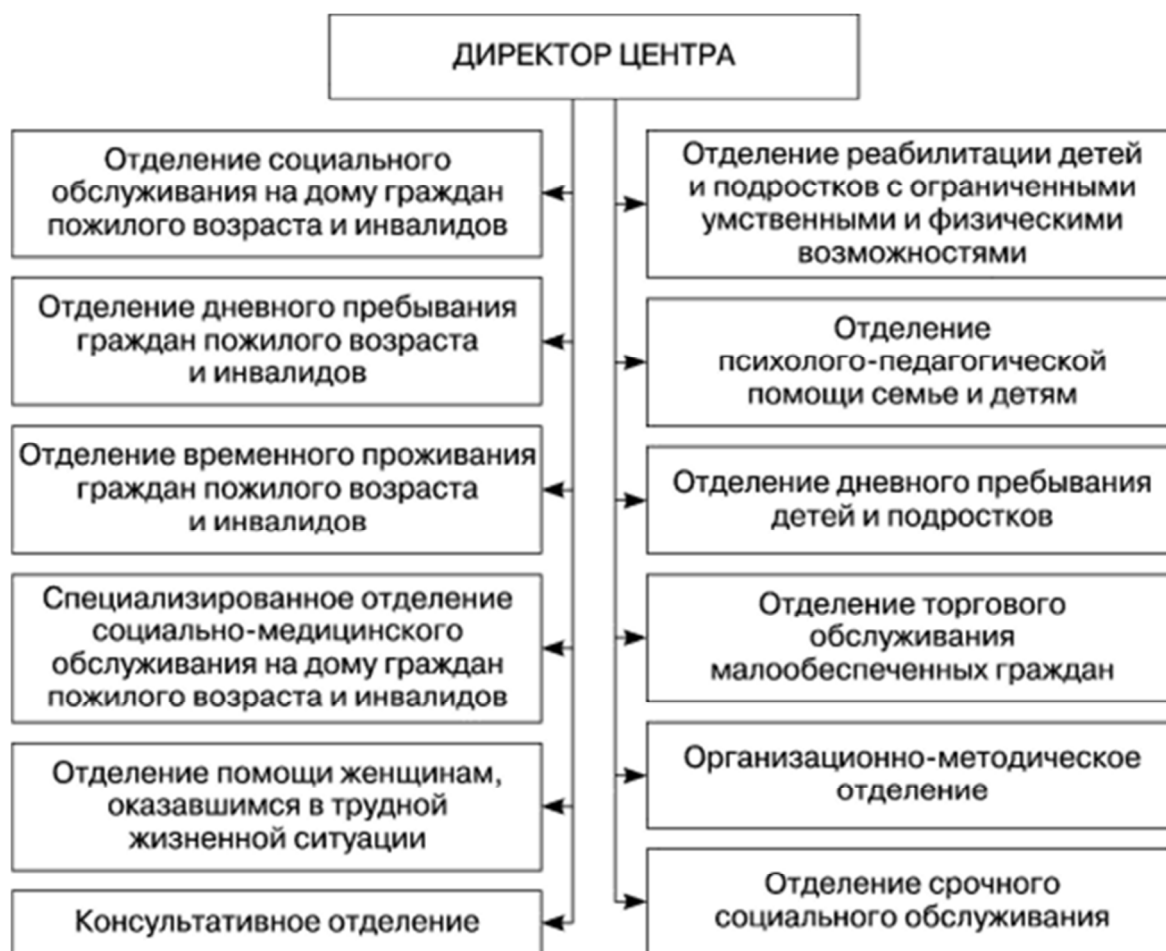 ДИРЕКТОР ЦЕНТРА
Отделение социального
обслуживания на дому граждан
пожилого возраста и инвалидов
Отделение дневного пребывания
граждан пожилого возраста
и инвалидов
Отделение временного проживания
граждан пожилого возраста
и инвалидов
Специализированное отделение
социально-медицинского
обслуживания на дому граждан
пожилого возраста и инвалидов
Отделение помощи женщинам,
оказавшимся в трудной
жизненной ситуации
Консультативное отделение
Отделение реабилитации детей
и подростков с ограниченными
умственными и физическими
возможностями
Отделение
психолого-педагогической
помощи семье и детям
Отделение дневного пребывания
детей и подростков
Отделение торгового
обслуживания
малообеспеченных граждан
Организационно-методическое
отделение
Отделение срочного
социального обслуживания